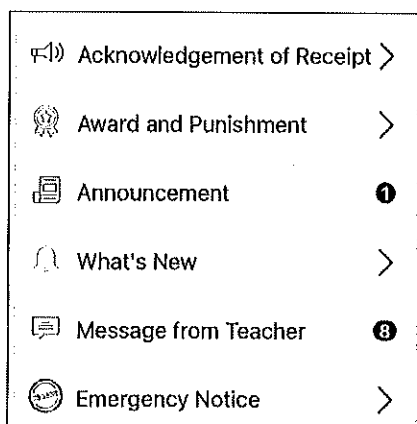 Acknowledgement of Receipt
Award and Punishment
Announcement 1
What's New
Message from Teacher 8
Emergency Notice